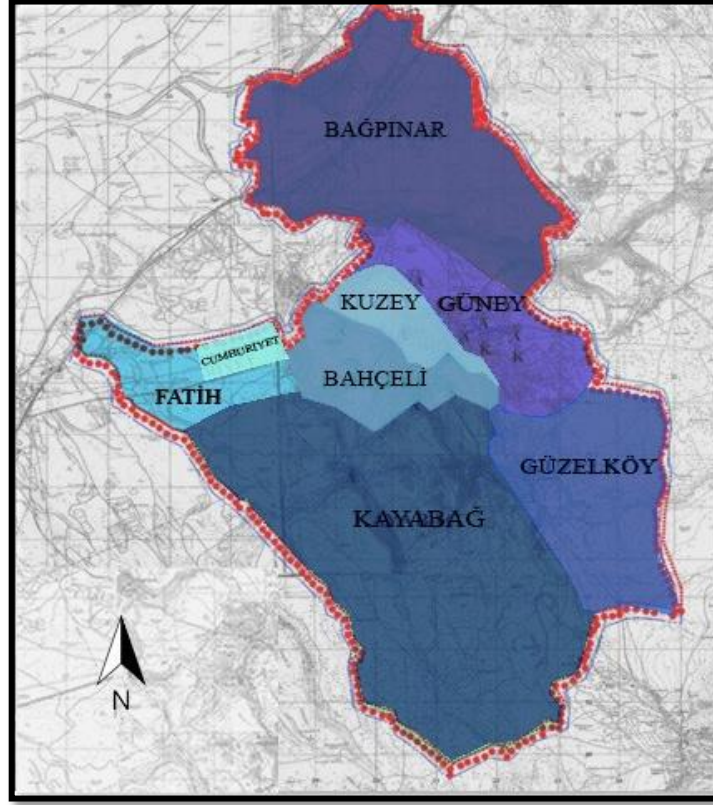 BAĞPINAR
KUZEY
GÜNEY
K
K
K
K
K
CUMHURİYET
BAHÇELİ
FATİH
GÜZELKÖY
KAYABAĞ
N